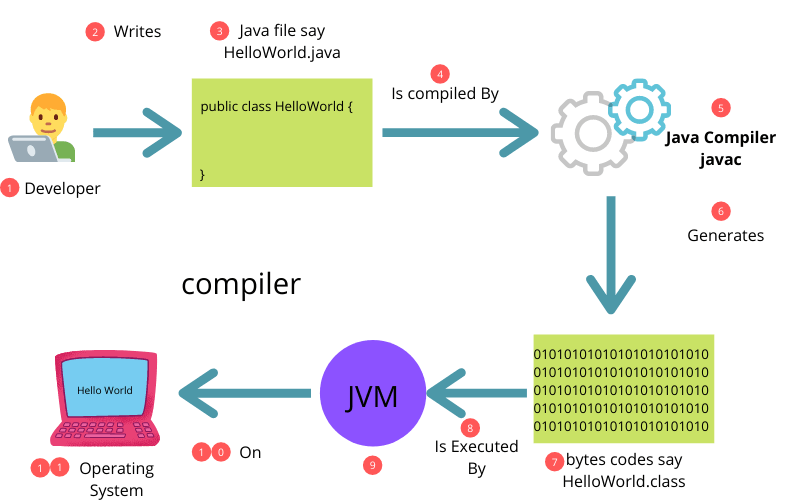 2 Writes
3 Java file say
HelloWorld.java
4
Is compiled By
public class HelloWorld {
}
5
Java Compiler
javac
1 Developer
6
Generates
compiler
01010101010101010101010
01010101010101010101010
01010101010101010101010
01010101010101010101010
01010101010101010101010
Hello World
JVM
8
Is Executed
By
10 On
9
7 bytes codes say
HelloWorld.class
11 Operating
System